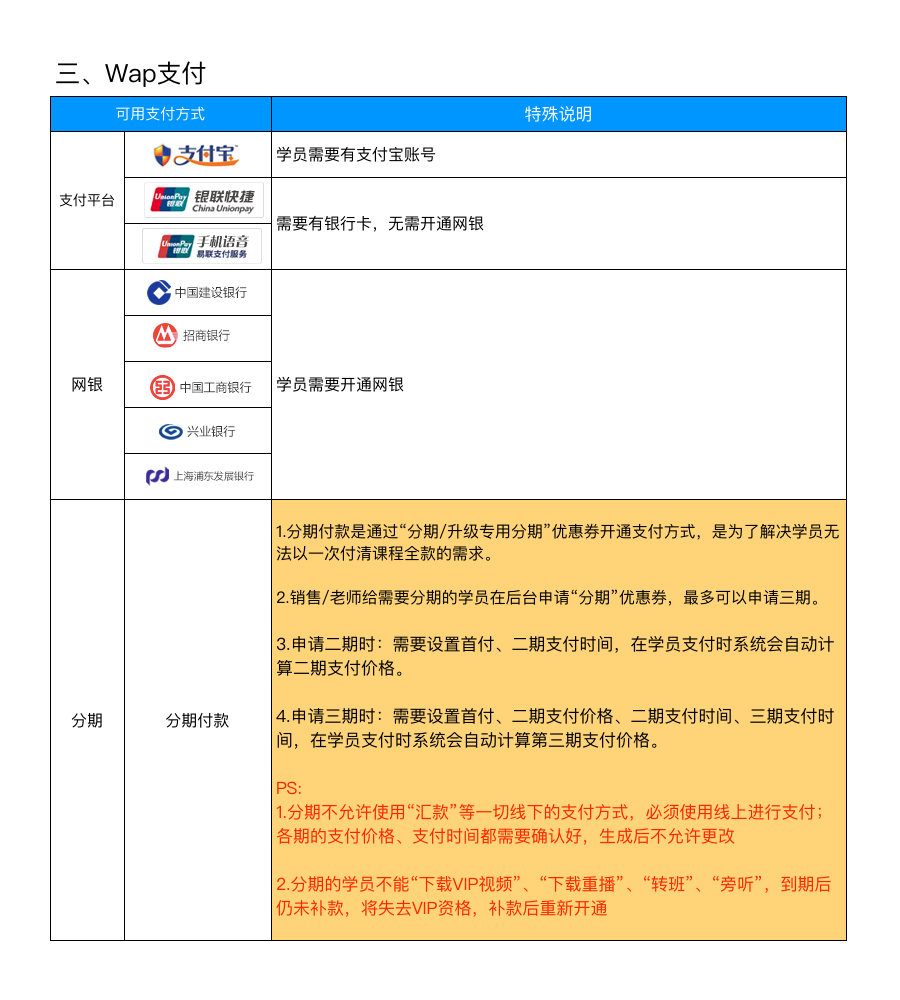 三、Wap支付
可用支付方式
特殊说明
支付平台
支付宝
学员需要有支付宝账号
UnionPay
银联
银联快捷
China Unionpay
需要有银行卡，无需开通网银
UnionPay
银联
手机语音
易联支付服务
网银
中国建设银行
招商银行
中国工商银行
兴业银行
上海浦东发展银行
学员需要开通网银
分期
分期付款
1.分期付款是通过“分期/升级专用分期”优惠券开通支付方式，是为了解决学员无
法以一次付清课程全款的需求。
2.销售/老师给需要分期的学员在后台申请“分期”优惠券，最多可以申请三期。
3.申请二期时：需要设置首付、二期支付时间，在学员支付时系统会自动计
算二期支付价格。
4.申请三期时：需要设置首付、二期支付价格、二期支付时间、三期支付时
间，在学员支付时系统会自动计算第三期支付价格。
PS:
1.分期不允许使用“汇款”等一切线下的支付方式，必须使用线上进行支付；
各期的支付价格、支付时间都需要确认好，生成后不允许更改
2.分期的学员不能“下载VIP视频”、“下载重播”、“转班”、“旁听”，到期后
仍未补款，将失去VIP资格，补款后重新开通